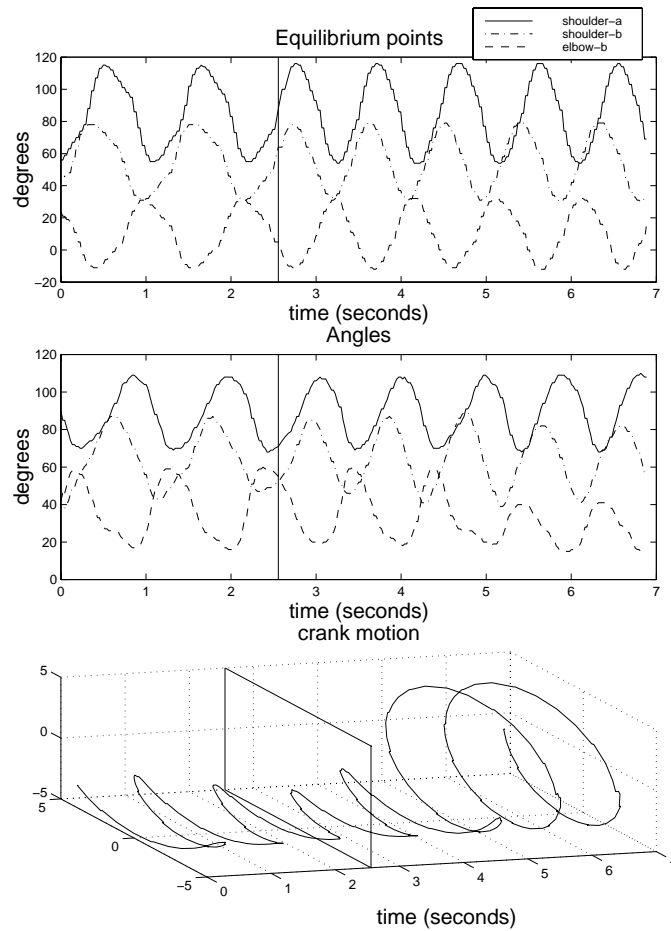 shoulder-a
shoulder-b
elbow-b
Equilibrium points
120
100
80
60
40
20
0
−20
degrees
0 1 2 3 4 5 6 7
time (seconds)
Angles
120
100
80
60
40
20
0
degrees
0 1 2 3 4 5 6 7
time (seconds)
crank motion
5
0
−5
5
0
−5
0 1 2 3 4 5 6
time (seconds)